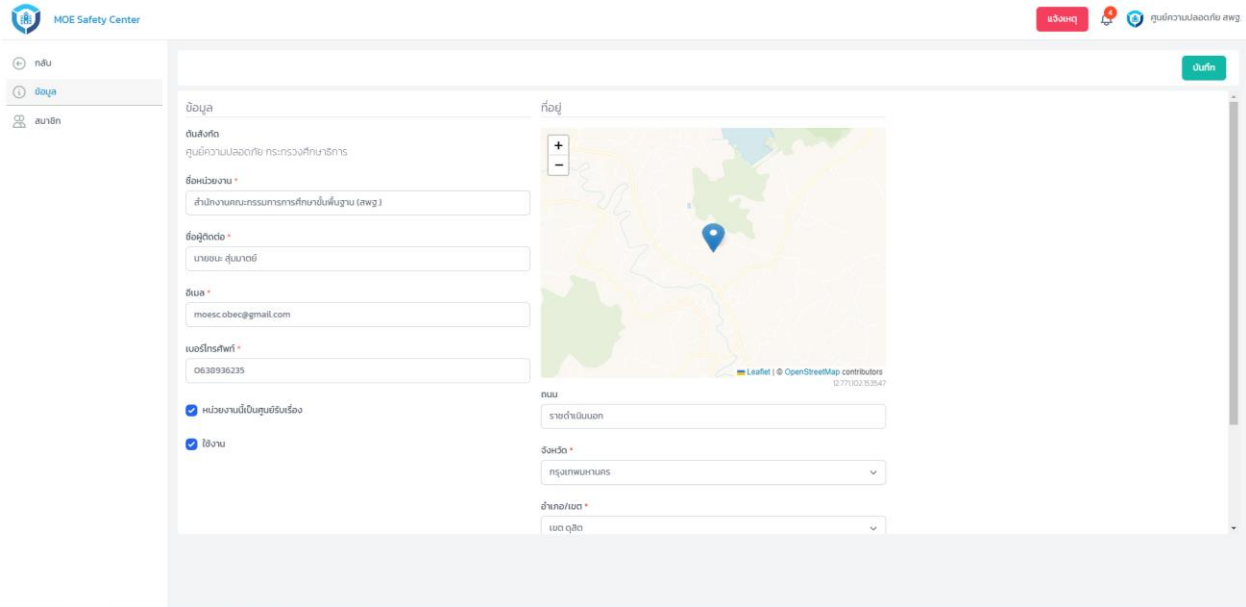 MOE Safety Center
แจ้งเหตุ
4
ศูนย์ความปลอดภัย สพฐ.
กลับ
ข้อมูล
สมาชิก
บันทึก
ข้อมูล
ต้นสังกัด
ศูนย์ความปลอดภัย กระทรวงศึกษาธิการ
ชื่อหน่วยงาน *
สำนักงานคณะกรรมการการศึกษาขั้นพื้นฐาน (สพฐ.)
ชื่อผู้ติดต่อ *
นายชนะ สุ่มมาตย์
อีเมล *
moesc.obec@gmail.com
เบอร์โทรศัพท์ *
0638936235
หน่วยงานนี้เป็นศูนย์รับเรื่อง
ใช้งาน
ที่อยู่
+
−
Leaflet | © OpenStreetMap contributors
12.771,102.153547
ถนน
ราชดำเนินนอก
จังหวัด *
กรุงเทพมหานคร
อำเภอ/เขต *
เขต ดุสิต